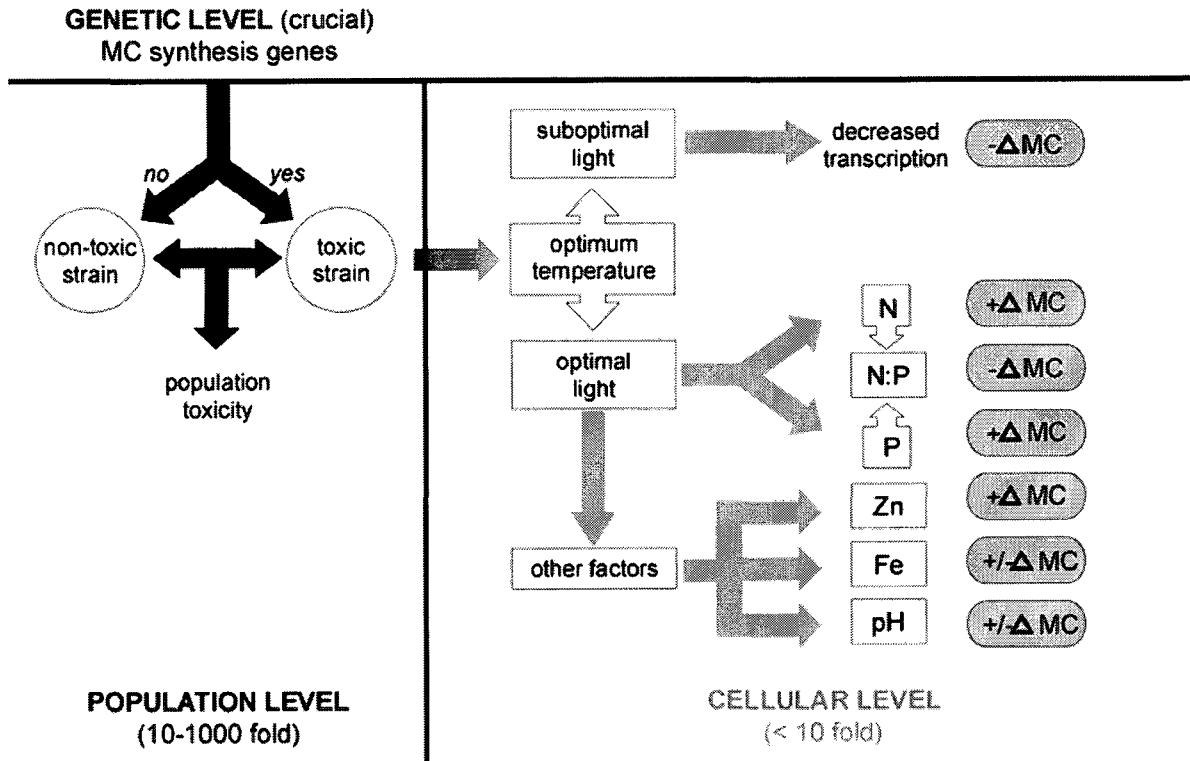 GENETIC LEVEL (crucial)
MC synthesis genes
no
yes
non-toxic
strain
toxic
strain
population
toxicity
POPULATION LEVEL
(10-1000 fold)
suboptimal
light
decreased
transcription
-Δ MC
optimum
temperature
optimal
light
N
+Δ MC
N:P
-Δ MC
P
+Δ MC
Zn
+Δ MC
other factors
Fe
+/-Δ MC
pH
+/-Δ MC
CELLULAR LEVEL
(< 10 fold)